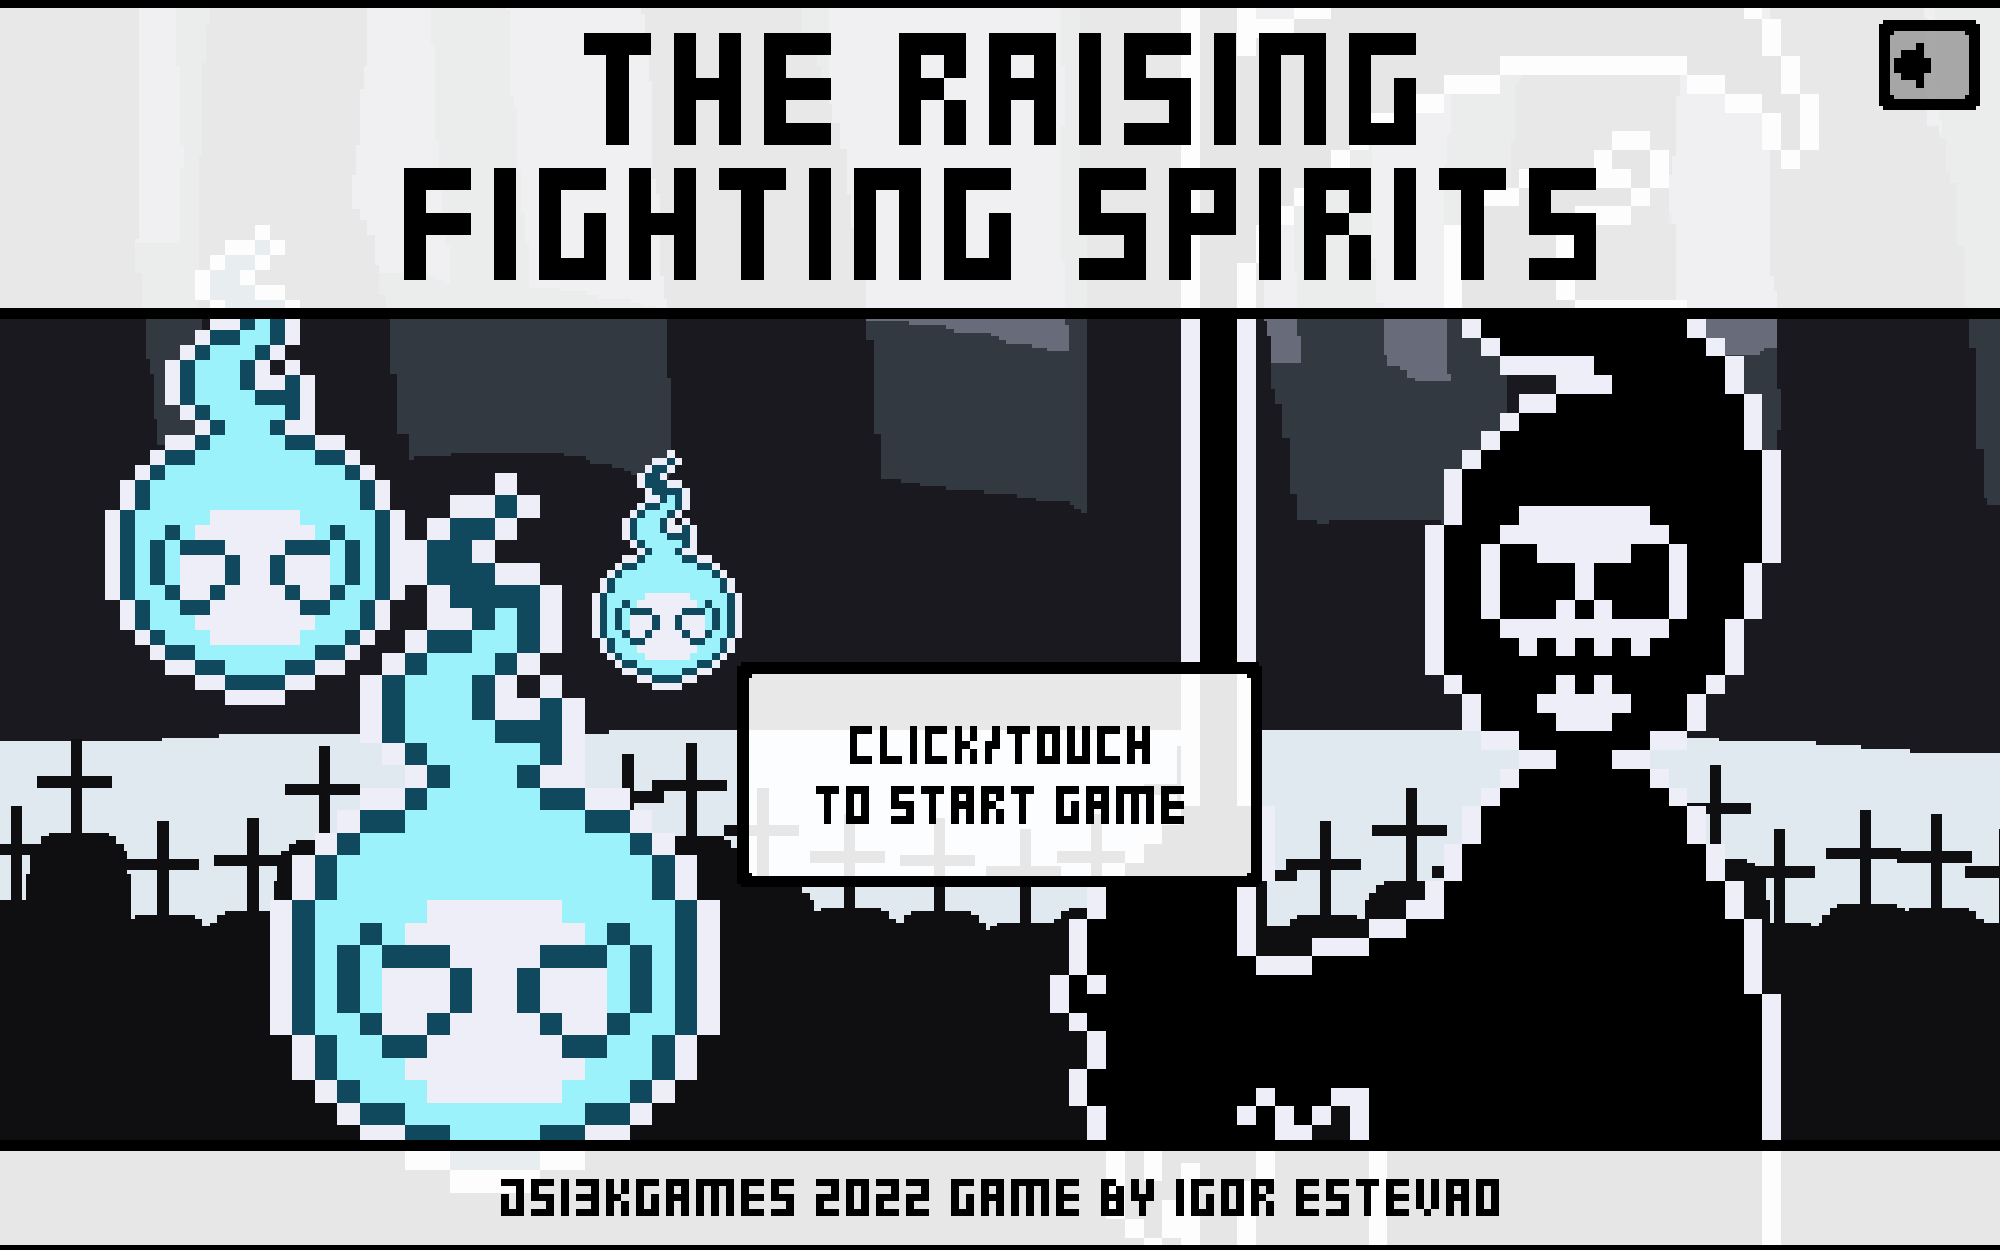 THE RAISING
FIGHTING SPIRITS
CLICK/TOUCH
TO START GAME
JS13KGAMES 2022 GAME BY IGOR ESTEVAO